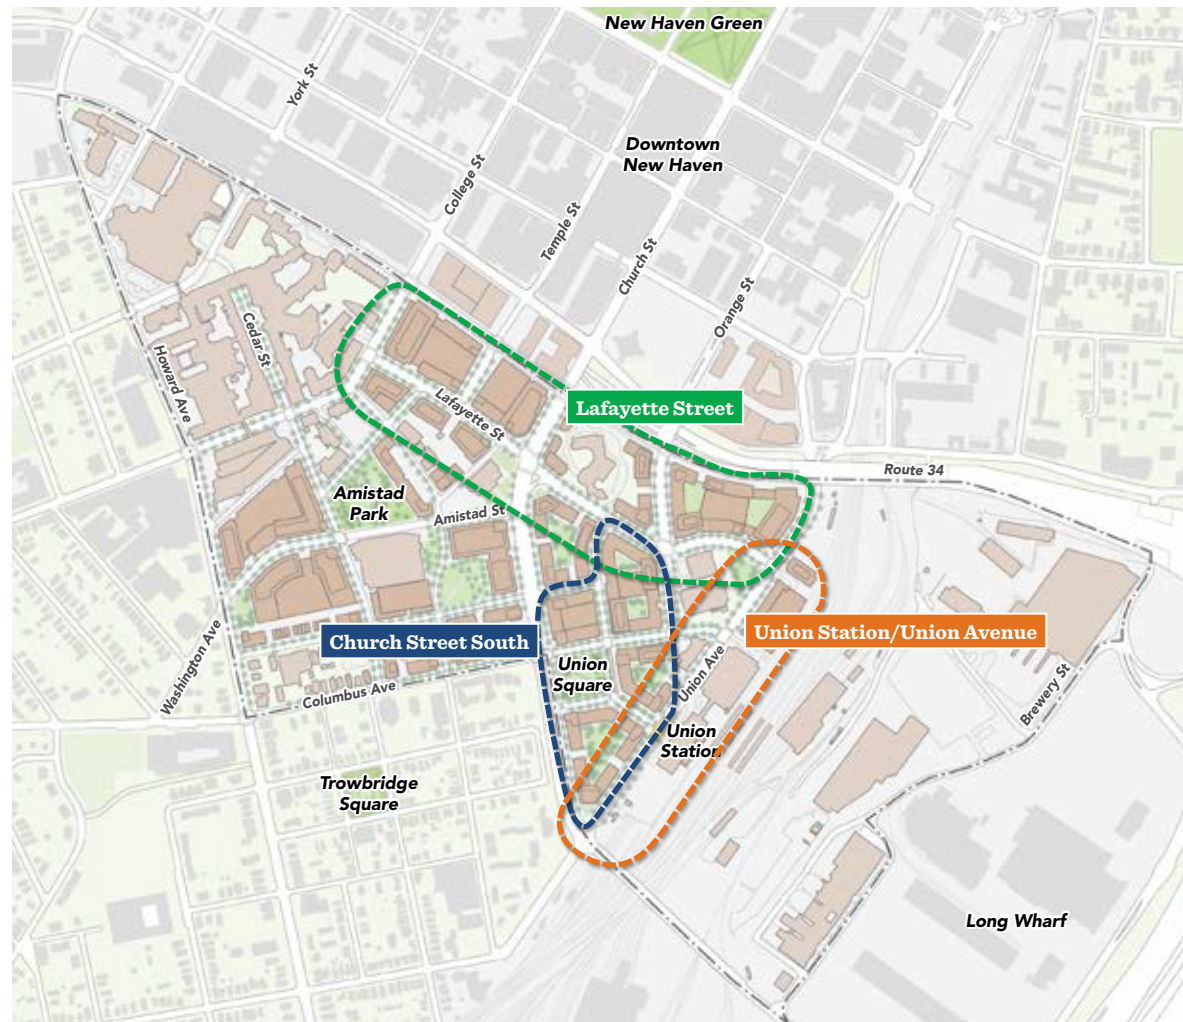 New Haven Green
York St
Downtown
New Haven
College St
Temple St
Church St
Orange St
Cedar St
Howard Ave
Lafayette St
Lafayette Street
Route 34
Amistad
Park
Amistad St
Church Street South
Union Station/Union Avenue
Washington Ave
Columbus Ave
Union
Square
Union Ave
Union
Station
Brewery St
Trowbridge
Square
Long Wharf